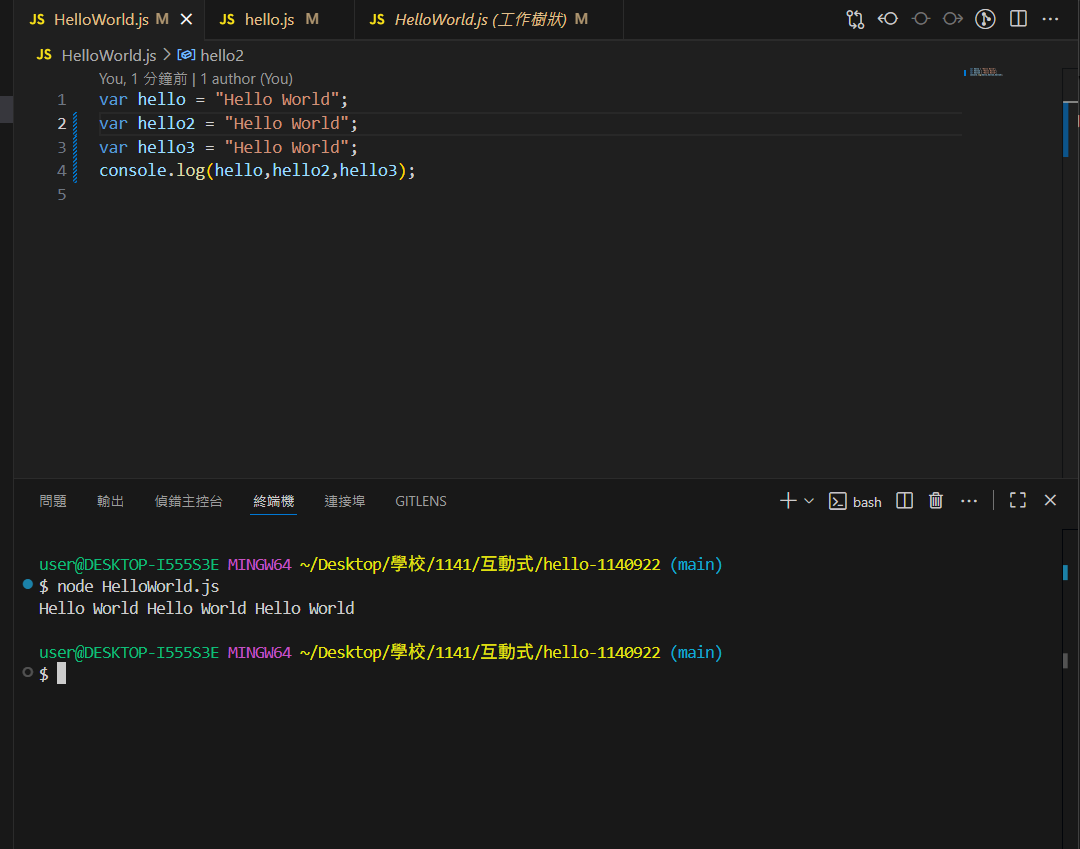 JS HelloWorld.js M JS hello.js M JS HelloWorld.js (工作樹狀) M
JS HelloWorld.js > hello2
You, 1 分鐘前 | 1 author (You)
1 var hello = "Hello World";
2 var hello2 = "Hello World";
3 var hello3 = "Hello World";
4 console.log(hello,hello2,hello3);
5
問題 輸出 偵錯主控台 終端機 連接埠 GITLENS bash
user@DESKTOP-I555S3E MINGW64 ~/Desktop/學校/1141/互動式/hello-1140922 (main)
$ node HelloWorld.js
Hello World Hello World Hello World
user@DESKTOP-I555S3E MINGW64 ~/Desktop/學校/1141/互動式/hello-1140922 (main)
$